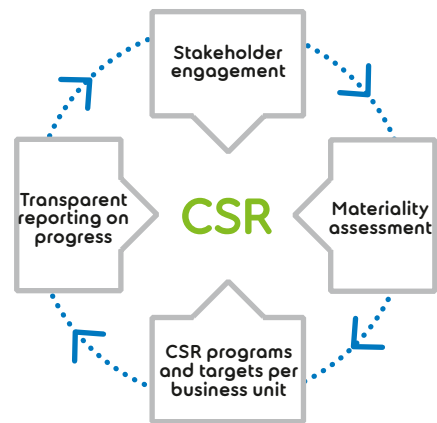 Stakeholder
engagement
Transparent
reporting on
progress
CSR
Materiality
assessment
CSR programs
and targets per
business unit